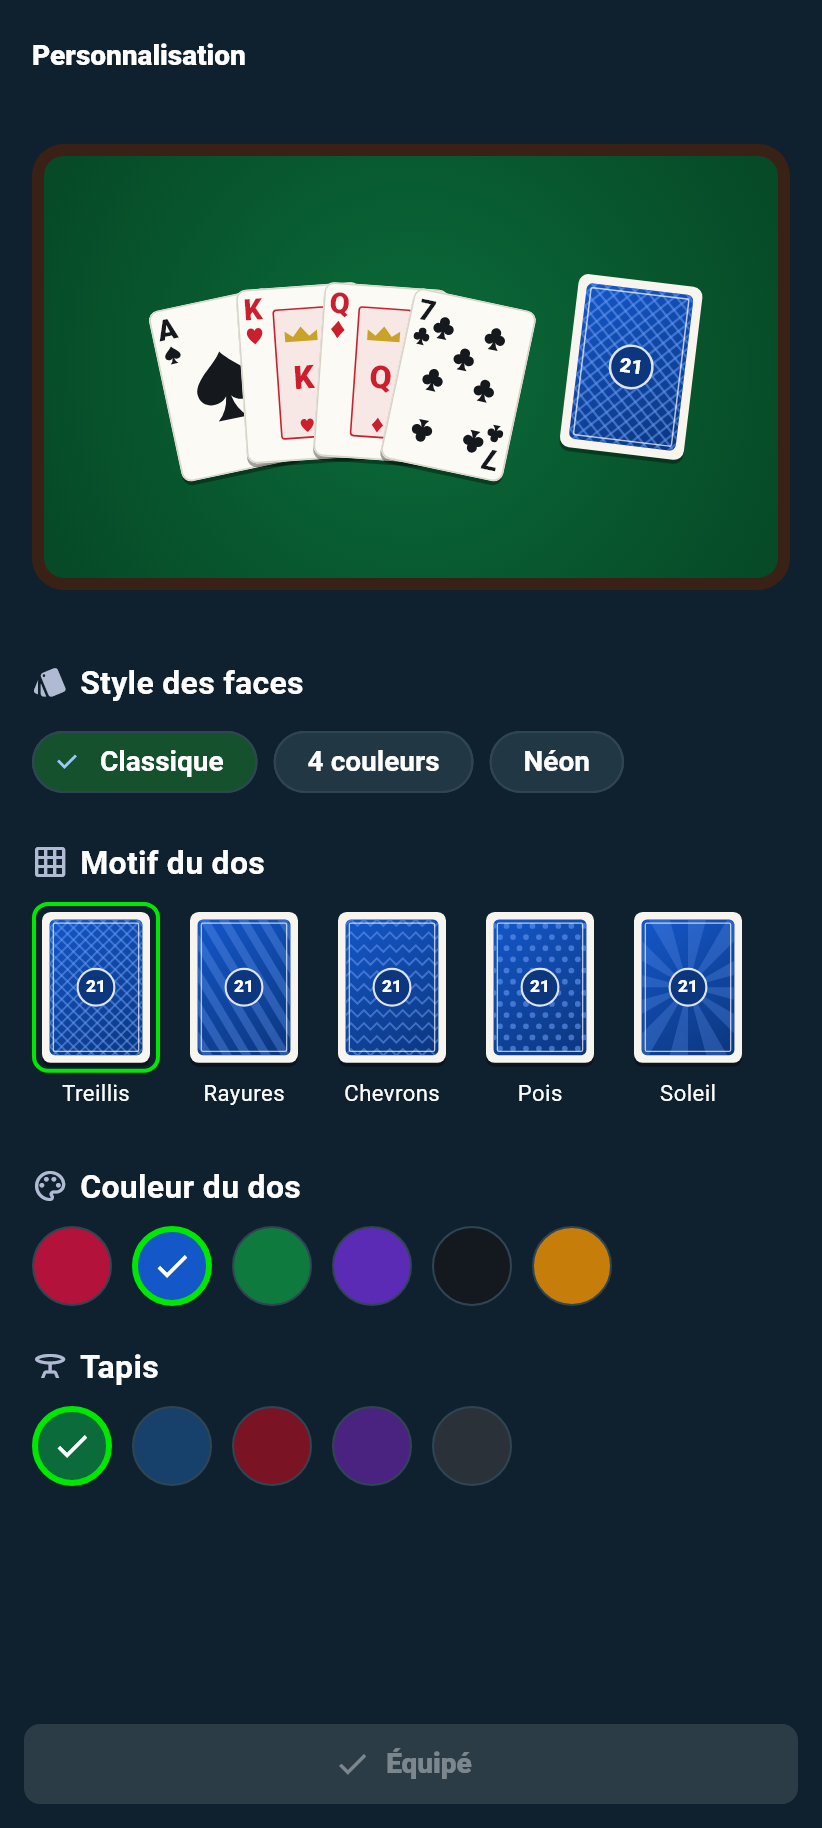 Personnalisation
A
K
K
Q
Q
7
7
21
Style des faces
Classique
4 couleurs
Néon
Motif du dos
21
21
21
21
21
Treillis
Rayures
Chevrons
Pois
Soleil
Couleur du dos
Tapis
Équipé